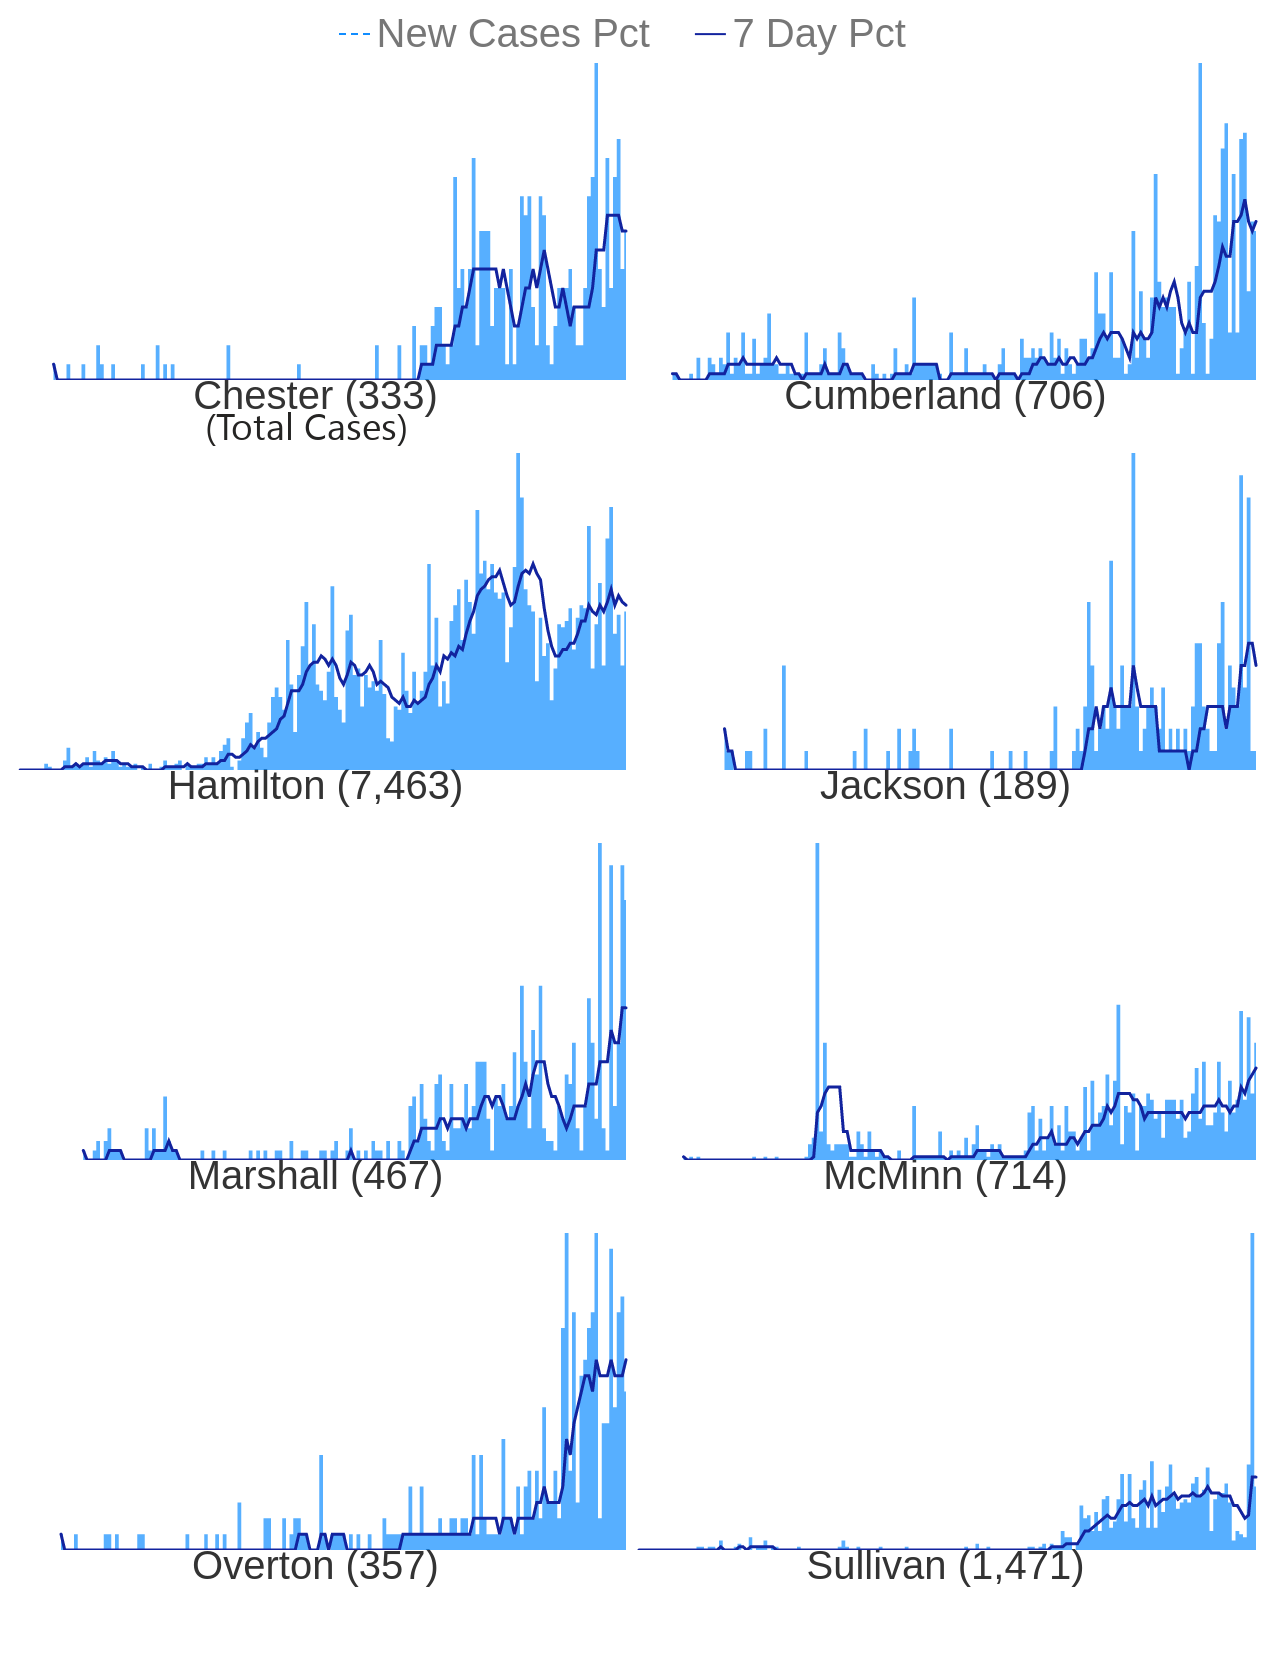 New Cases Pct 7 Day Pct
Chester (333) Cumberland (706)
(Total Cases)
Hamilton (7,463) Jackson (189)
Marshall (467) McMinn (714)
Overton (357) Sullivan (1,471)